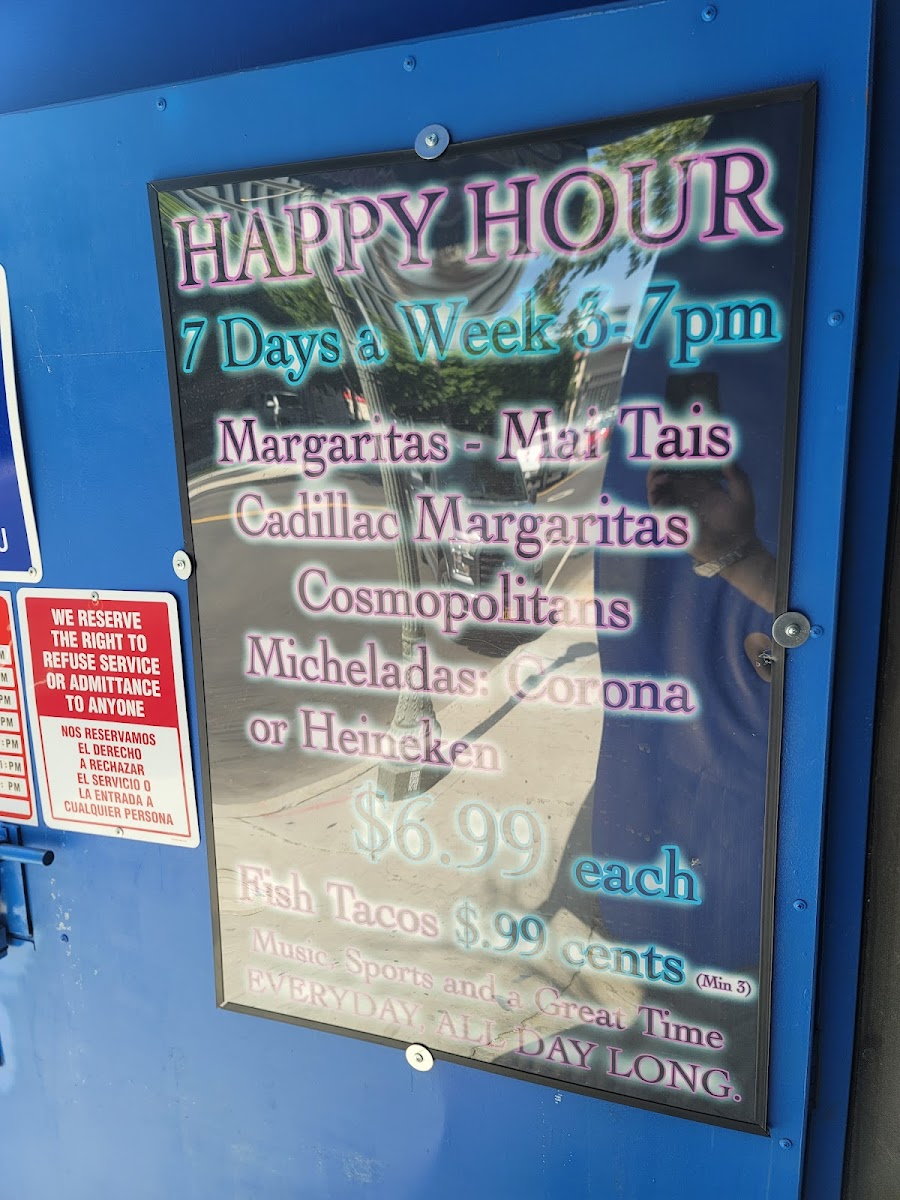 HAPPY HOUR
7 Days a Week 3-7pm
Margaritas - Mai Tais
Cadillac Margaritas
Cosmopolitans
Micheladas: Corona
or Heineken
$6.99 each
Fish Tacos $.99 cents (Min 3)
Music, Sports and a Great Time
EVERYDAY, ALL DAY LONG.
WE RESERVE
THE RIGHT TO
REFUSE SERVICE
OR ADMITTANCE
TO ANYONE
NOS RESERVAMOS
EL DERECHO
A RECHAZAR
EL SERVICIO O
LA ENTRADA A
CUALQUIER PERSONA